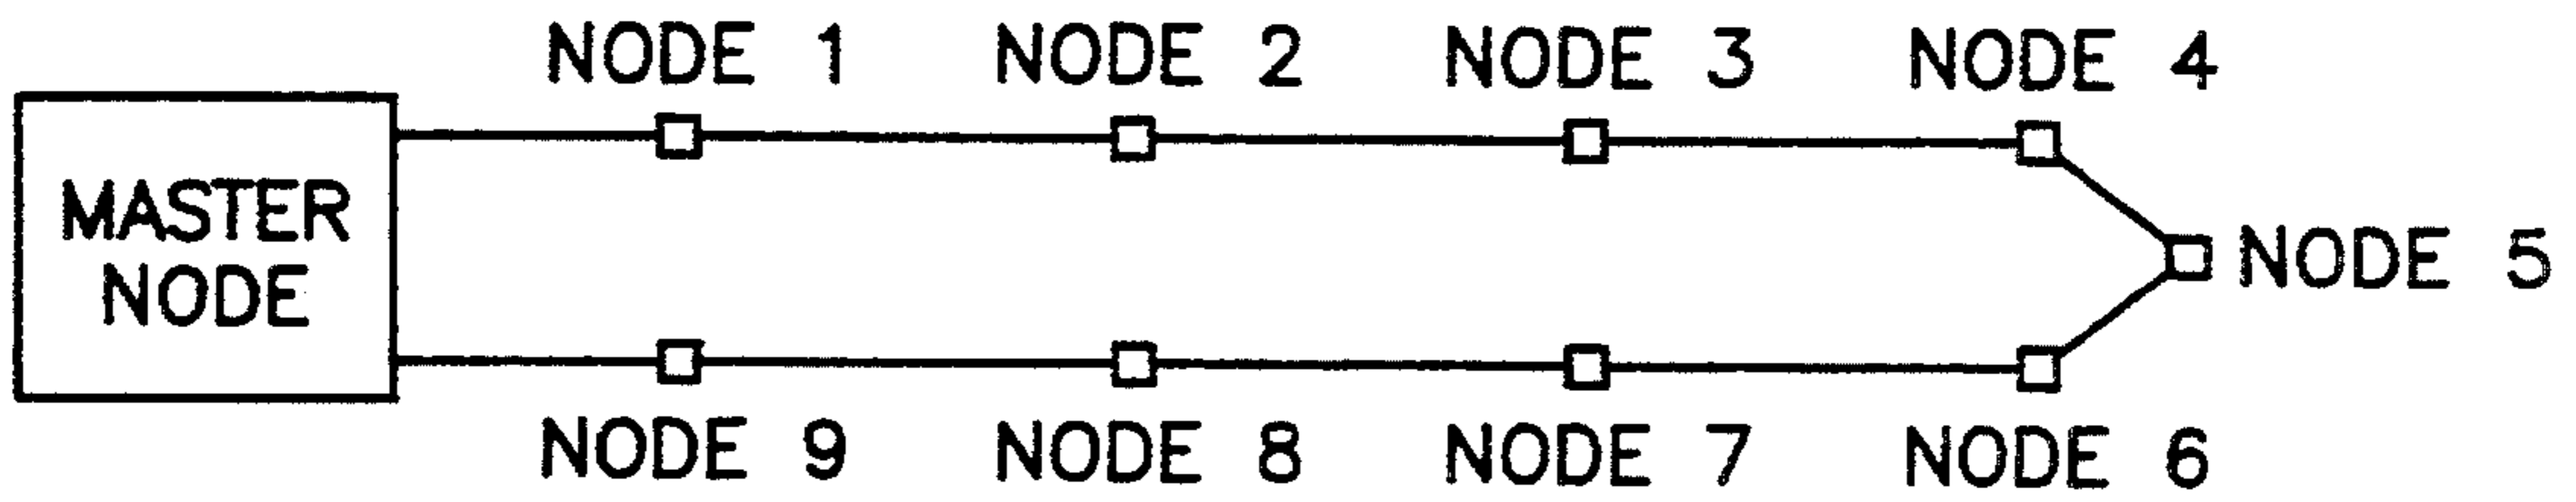 NODE 1 NODE 2 NODE 3 NODE 4
MASTER
NODE
NODE 5
NODE 9 NODE 8 NODE 7 NODE 6